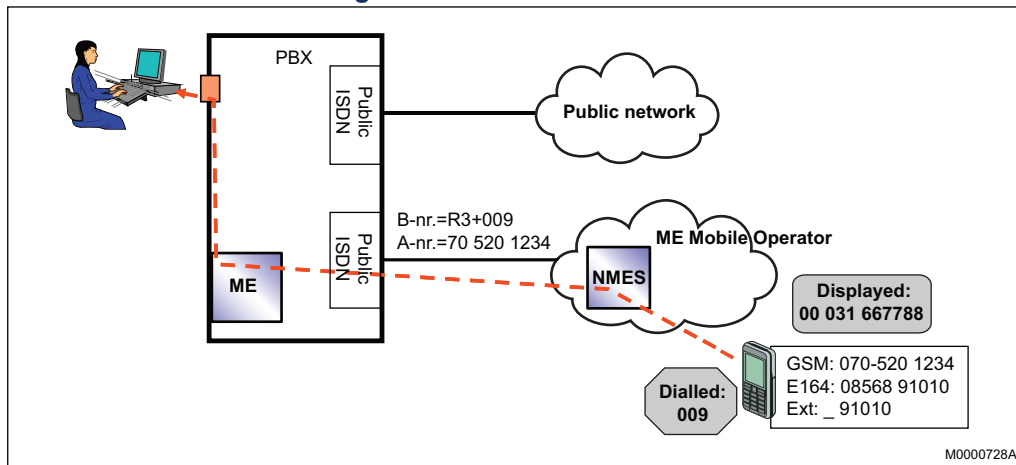 PBX
Public
ISDN
Public network
B-nr.=R3+009
A-nr.=70 520 1234
Public
ISDN
ME Mobile Operator
ME
NMES
Displayed:
00 031 667788
GSM: 070-520 1234
E164: 08568 91010
Ext: _ 91010
Dialled:
009
M0000728A